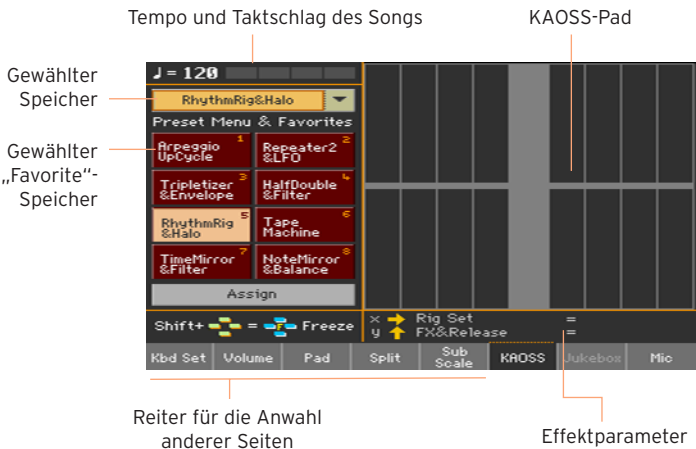 Tempo und Taktschlag des Songs
KAOSS-Pad
Gewählter
Speicher
Gewählter
„Favorite“-
Speicher
♩= 120
RhythmRig&Halo
Preset Menu & Favorites
Arpeggio
UpCycle
1
Repeater2
&LFO
2
Tripletizer
&Envelope
3
HalfDouble
&Filter
4
RhythmRig
&Halo
5
Tape
Machine
6
TimeMirror
&Filter
7
NoteMirror
&Balance
8
Assign
Shift+ = F Freeze
x Rig Set =
y FX&Release =
Kbd Set
Volume
Pad
Split
Sub
Scale
KAOSS
Jukebox
Mic
Reiter für die Anwahl
anderer Seiten
Effektparameter